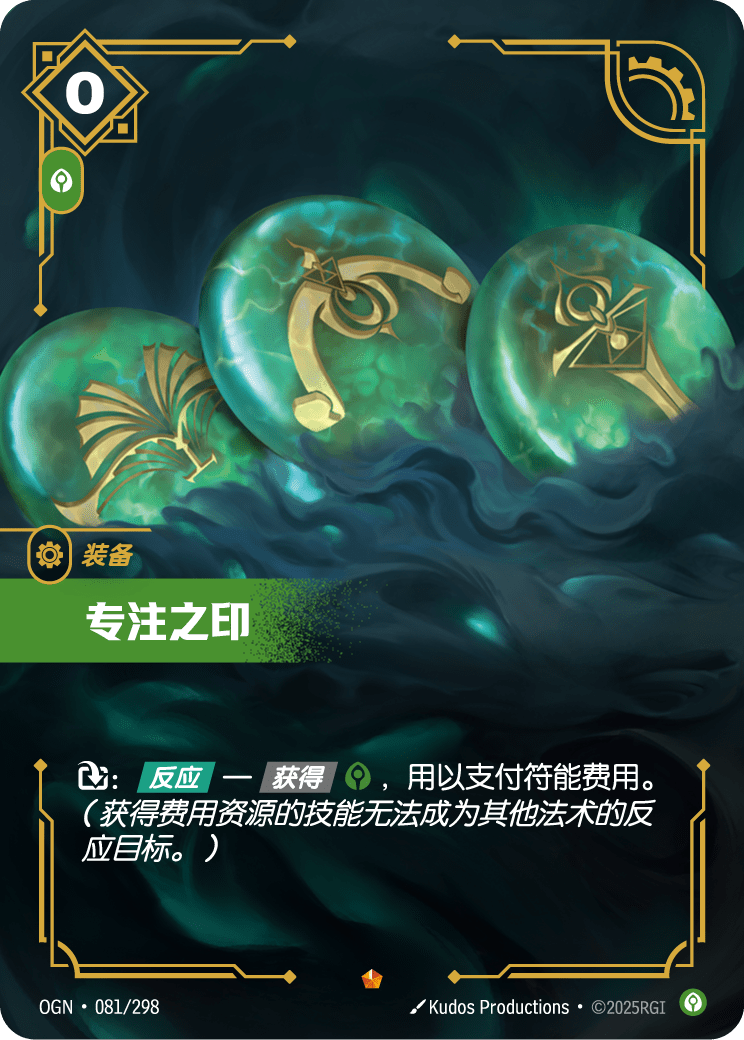 0
装备
专注之印
: 反应 — 获得 , 用以支付符能费用。
(获得费用资源的技能无法成为其他法术的反
应目标。)
OGN • 081/298
Kudos Productions • ©2025RGI